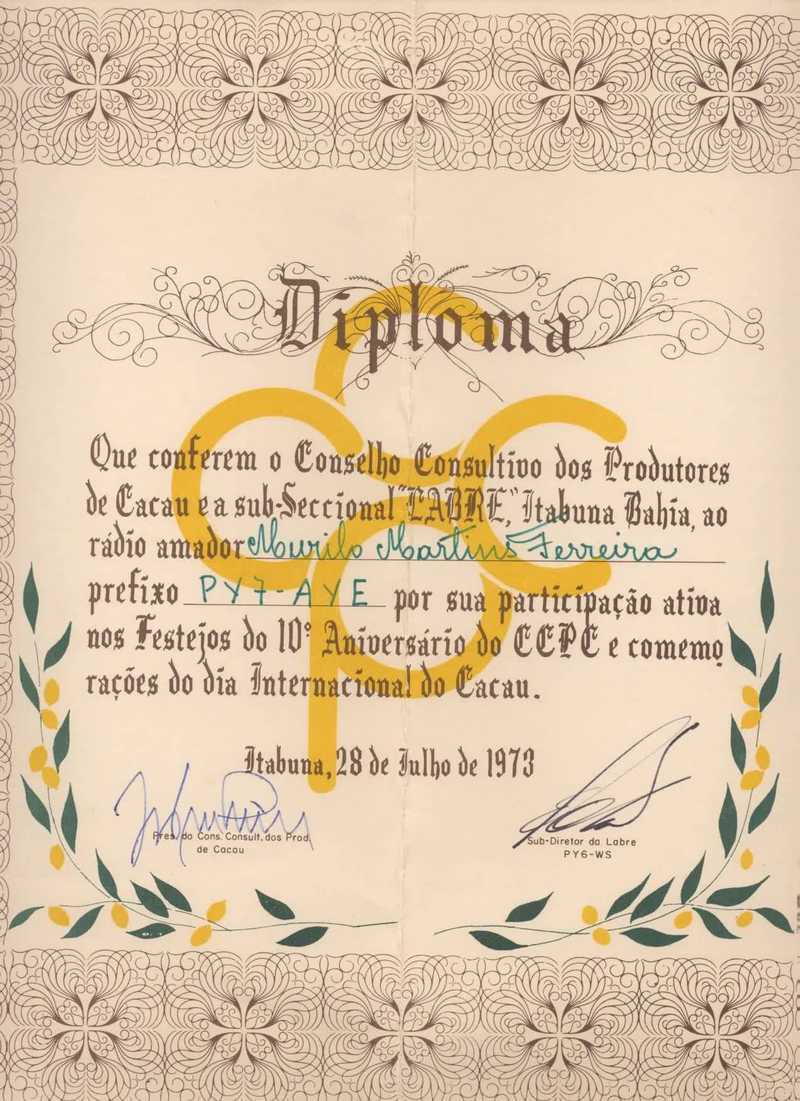 Diploma
Que conferem o Conselho Consultivo dos Produtores
de Cacau e a sub-Seccional "LABRE," Itabuna Bahia, ao
rádio amador Murilo Martins Ferreira
prefixo PY7-AYE por sua participação ativa
nos Festejos do 10º Aniversário do CCPC e comemo
rações do dia Internacional do Cacau.
Itabuna, 28 de Julho de 1973
Pres. do Cons. Consult. dos Prod.
de Cacau
Sub-Diretor da Labre
PY6-WS